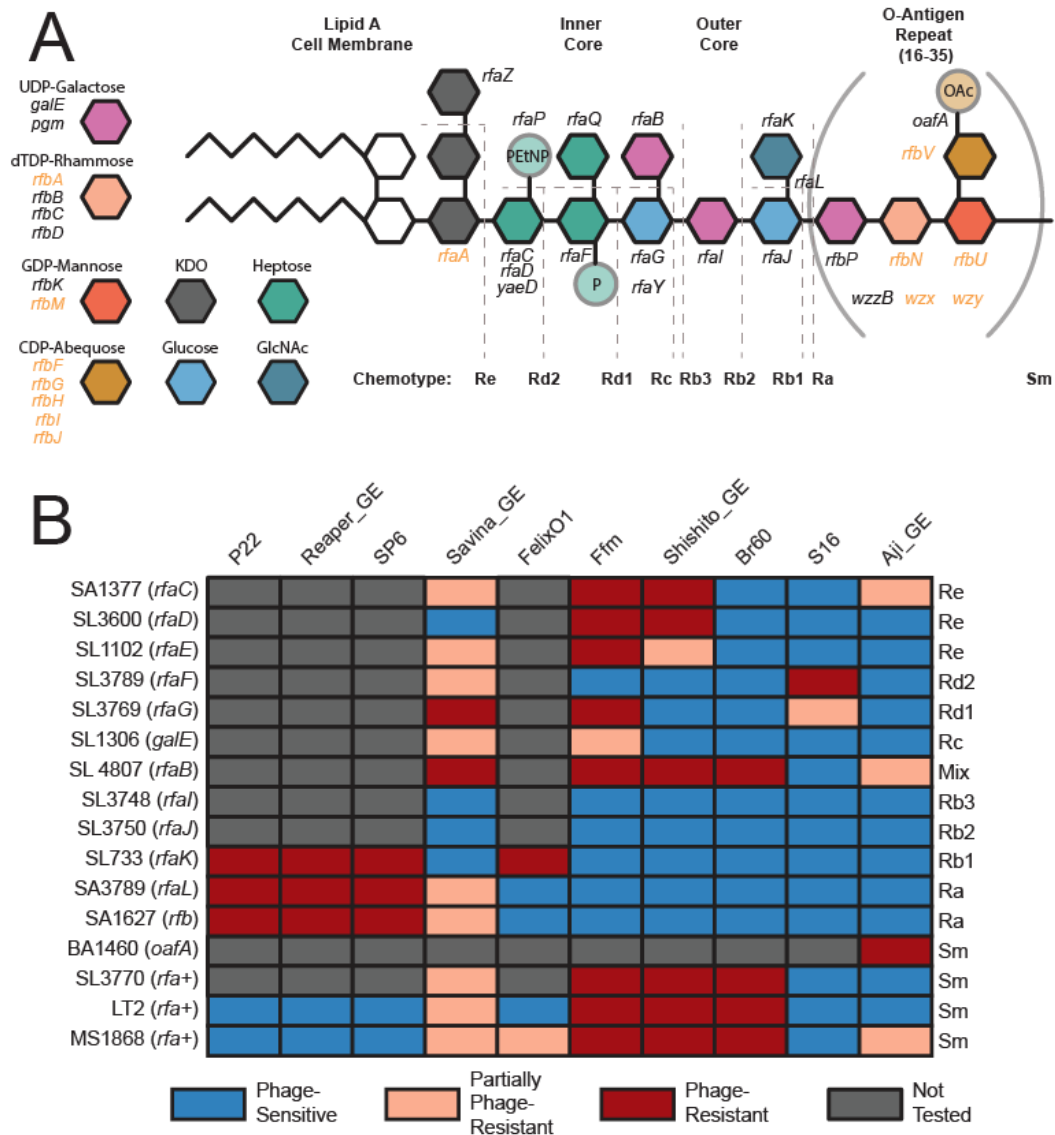 A
Lipid A
Cell Membrane
Inner
Core
Outer
Core
O-Antigen
Repeat
(16-35)
UDP-Galactose
galE
pgm
dTDP-Rhammose
rfbA
rfbB
rfbC
rfbD
GDP-Mannose
rfbK
rfbM
KDO
Heptose
CDP-Abequose
rfbF
rfbG
rfbH
rfbI
rfbJ
Glucose
GlcNAc
rfaZ
rfaP
rfaQ
rfaB
rfaK
OAc
oafA
PEtNP
rfbV
rfaL
rfaA
rfaC
rfaD
yaeD
rfaF
P
rfaG
rfaY
rfaI
rfaJ
rfbP
rfbN
rfbU
wzzB
wzx
wzy
Chemotype: Re Rd2 Rd1 Rc Rb3 Rb2 Rb1 Ra Sm
B
P22 Reaper_GE SP6 Savina_GE FelixO1 Ffm Shishito_GE Br60 S16 Aji_GE
SA1377 (rfaC) Re
SL3600 (rfaD) Re
SL1102 (rfaE) Re
SL3789 (rfaF) Rd2
SL3769 (rfaG) Rd1
SL1306 (galE) Rc
SL 4807 (rfaB) Mix
SL3748 (rfaI) Rb3
SL3750 (rfaJ) Rb2
SL733 (rfaK) Rb1
SA3789 (rfaL) Ra
SA1627 (rfb) Ra
BA1460 (oafA) Sm
SL3770 (rfa+) Sm
LT2 (rfa+) Sm
MS1868 (rfa+) Sm
Phage-
Sensitive
Partially
Phage-
Resistant
Phage-
Resistant
Not
Tested